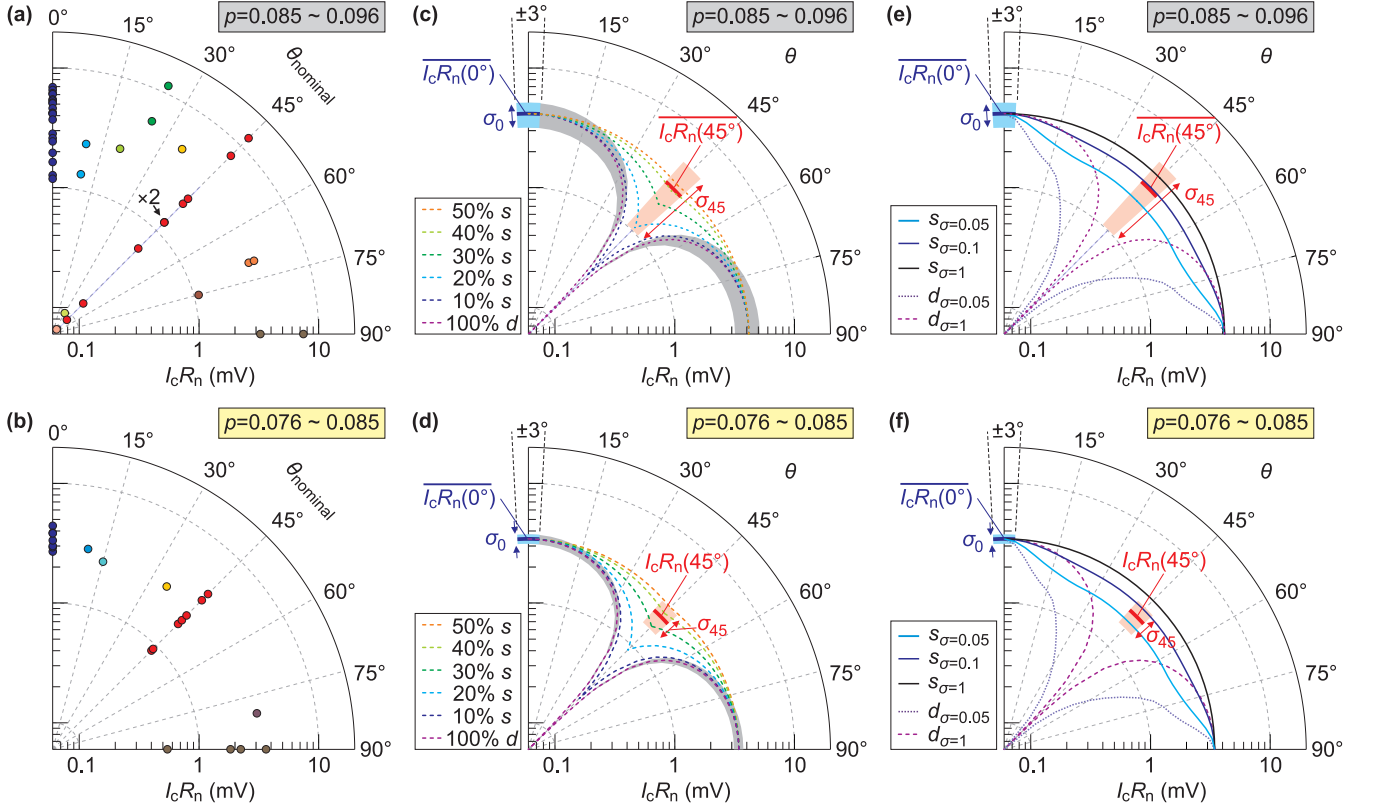 (a)
0°
p=0.085 ~ 0.096
15°
30°
θnominal
45°
×2
60°
75°
90°
0.1
1
10
IcRn (mV)
(c)
±3°
p=0.085 ~ 0.096
15°
IcRn(0°)
30°
θ
σ0
45°
IcRn(45°)
60°
σ45
50% s
40% s
30% s
20% s
10% s
100% d
75°
90°
0.1
1
10
IcRn (mV)
(e)
±3°
p=0.085 ~ 0.096
15°
IcRn(0°)
30°
θ
σ0
45°
IcRn(45°)
60°
σ45
sσ=0.05
sσ=0.1
sσ=1
dσ=0.05
dσ=1
75°
90°
0.1
1
10
IcRn (mV)
(b)
0°
p=0.076 ~ 0.085
15°
30°
θnominal
45°
60°
75°
90°
0.1
1
10
IcRn (mV)
(d)
±3°
p=0.076 ~ 0.085
15°
IcRn(0°)
30°
θ
σ0
45°
IcRn(45°)
60°
σ45
50% s
40% s
30% s
20% s
10% s
100% d
75°
90°
0.1
1
10
IcRn (mV)
(f)
±3°
p=0.076 ~ 0.085
15°
IcRn(0°)
30°
θ
σ0
45°
IcRn(45°)
60°
σ45
sσ=0.05
sσ=0.1
sσ=1
dσ=0.05
dσ=1
75°
90°
0.1
1
10
IcRn (mV)